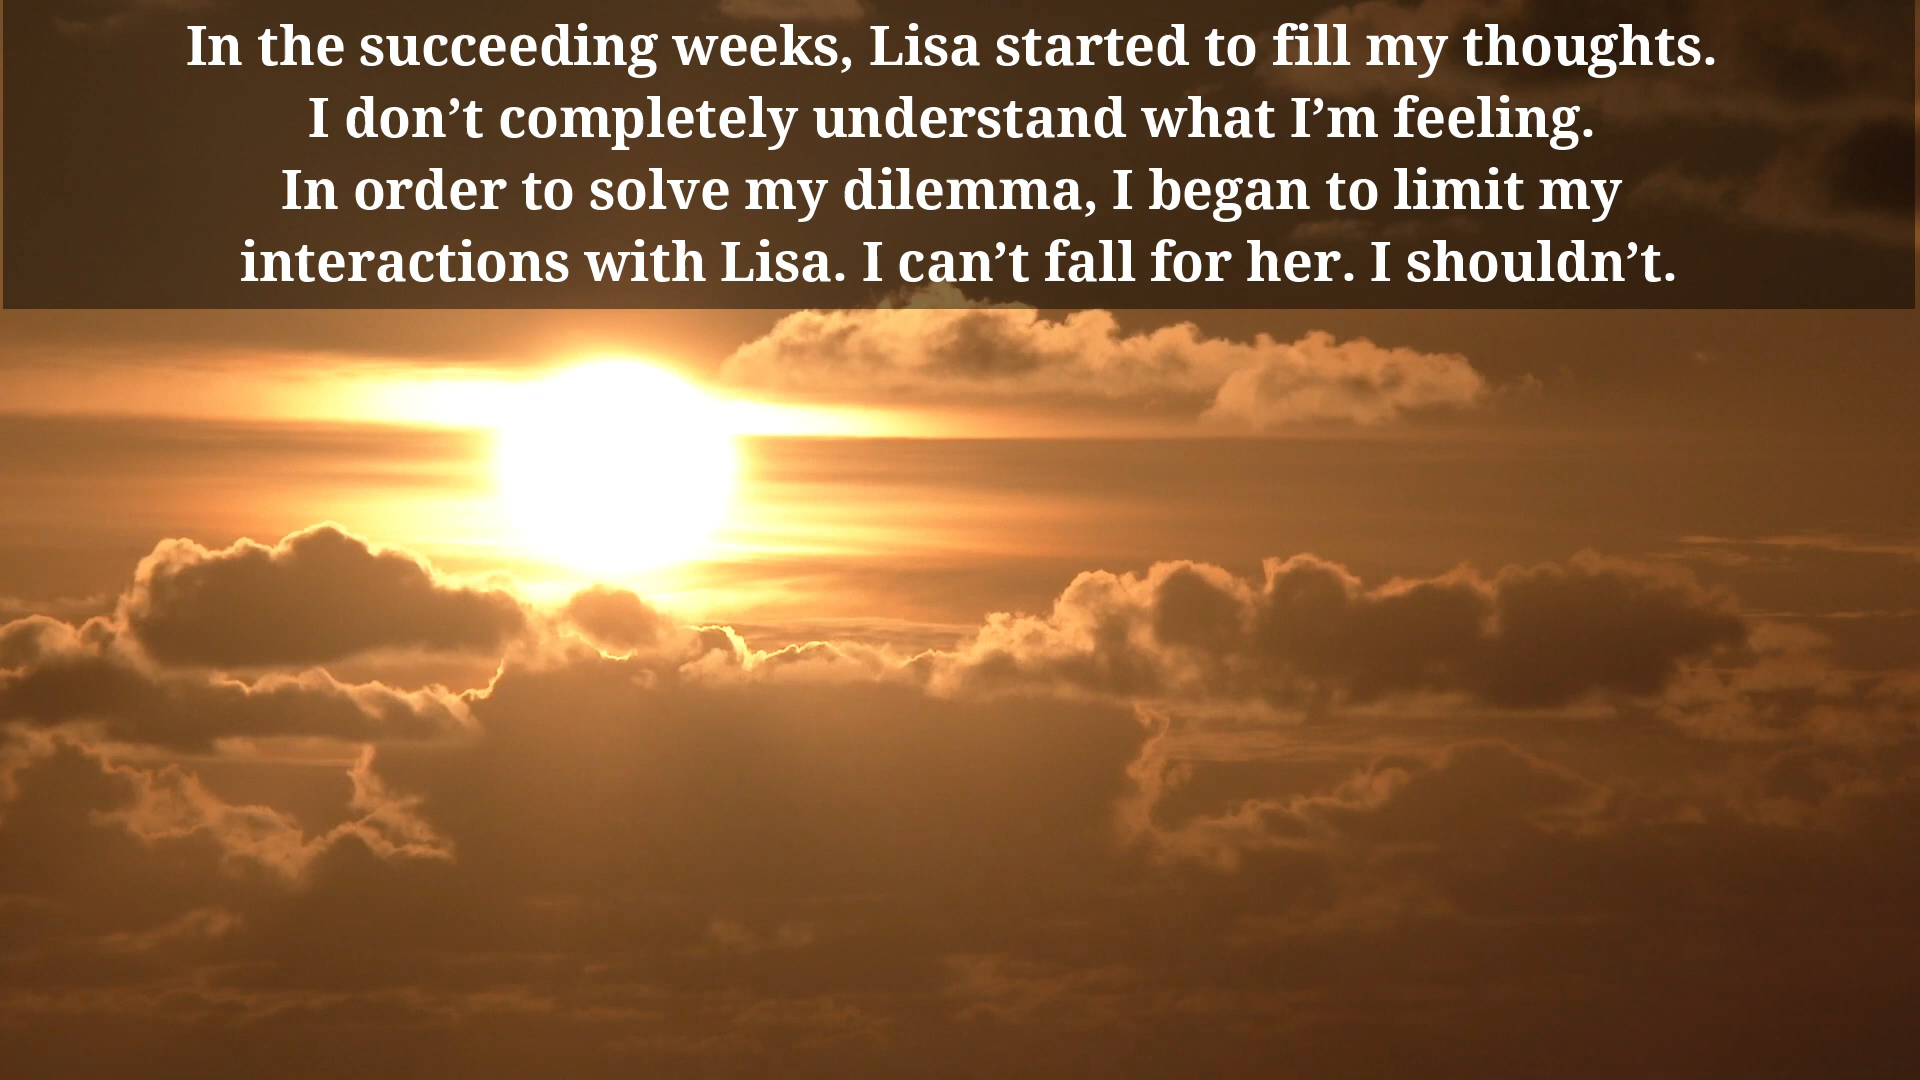 In the succeeding weeks, Lisa started to fill my thoughts.
I don’t completely understand what I’m feeling.
In order to solve my dilemma, I began to limit my
interactions with Lisa. I can’t fall for her. I shouldn’t.